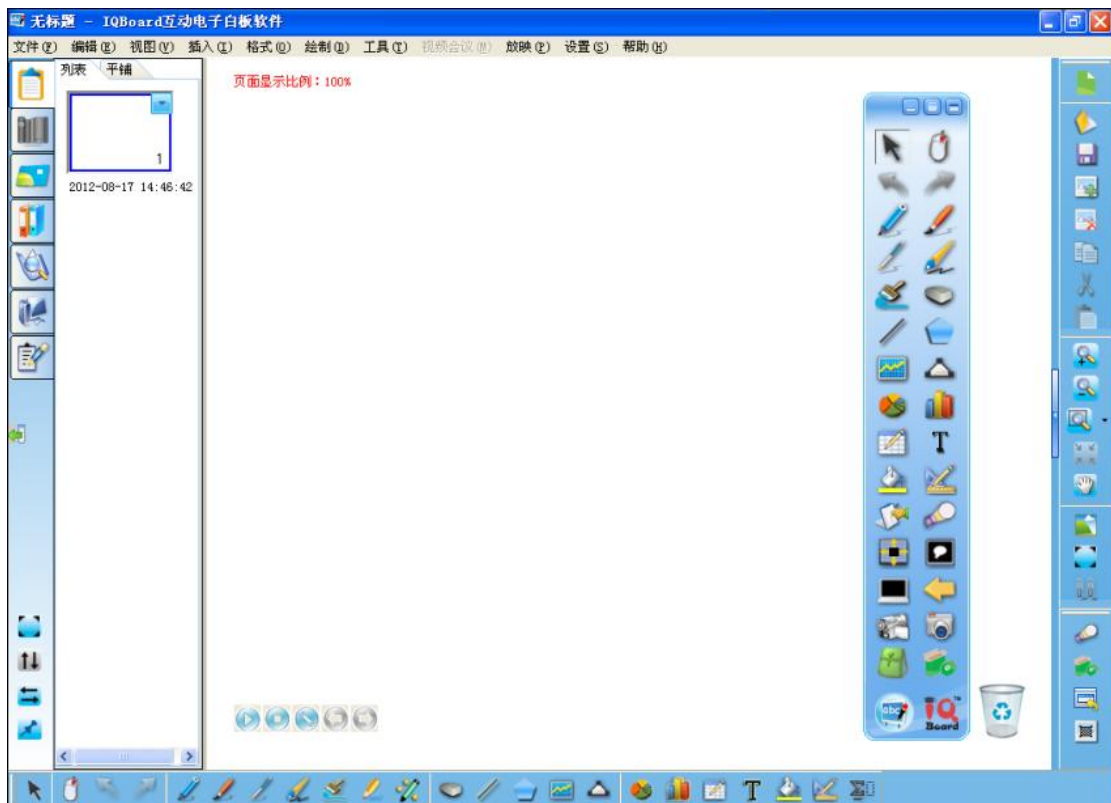 无标题 - IQBoard互动电子白板软件
文件(F) 编辑(E) 视图(V) 插入(I) 格式(O) 绘制(D) 工具(T) 视频会议(M) 放映(P) 设置(S) 帮助(H)
列表 平铺
页面显示比例：100%
1
2012-08-17 14:46:42
T
abc
iQ
Board
T